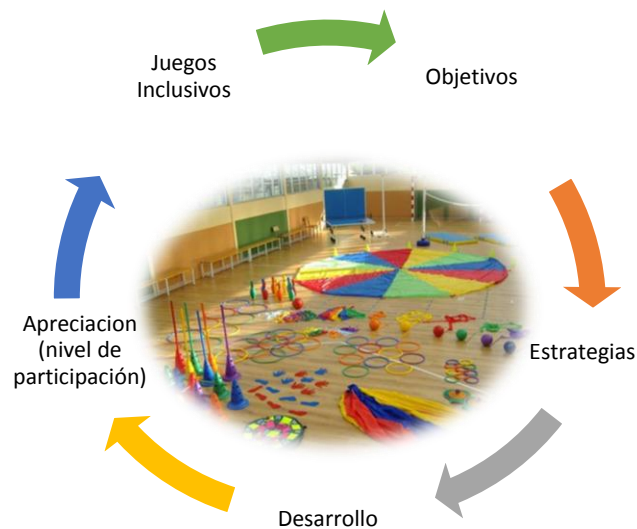 Juegos
Inclusivos
Objetivos
Estrategias
Desarrollo
Apreciacion
(nivel de
participación)